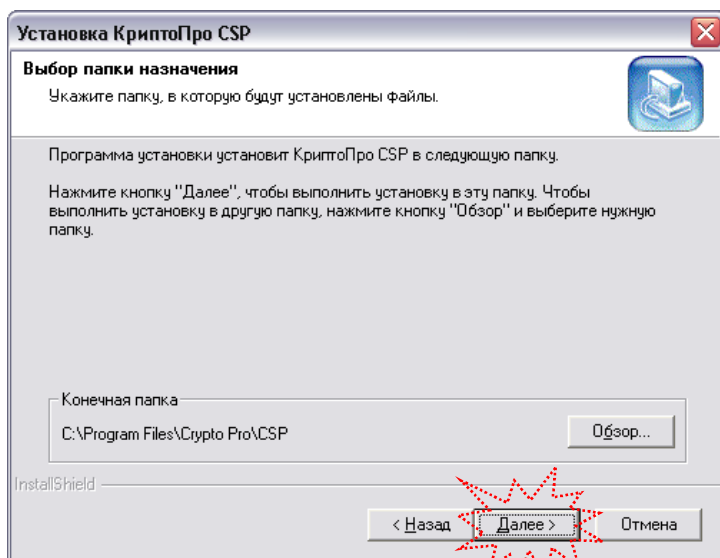 Установка КриптоПро CSP
Выбор папки назначения
Укажите папку, в которую будут установлены файлы.
Программа установки установит КриптоПро CSP в следующую папку.
Нажмите кнопку "Далее", чтобы выполнить установку в эту папку. Чтобы
выполнить установку в другую папку, нажмите кнопку "Обзор" и выберите нужную
папку.
Конечная папка
C:\Program Files\Crypto Pro\CSP
Обзор...
InstallShield
< Назад
Далее >
Отмена